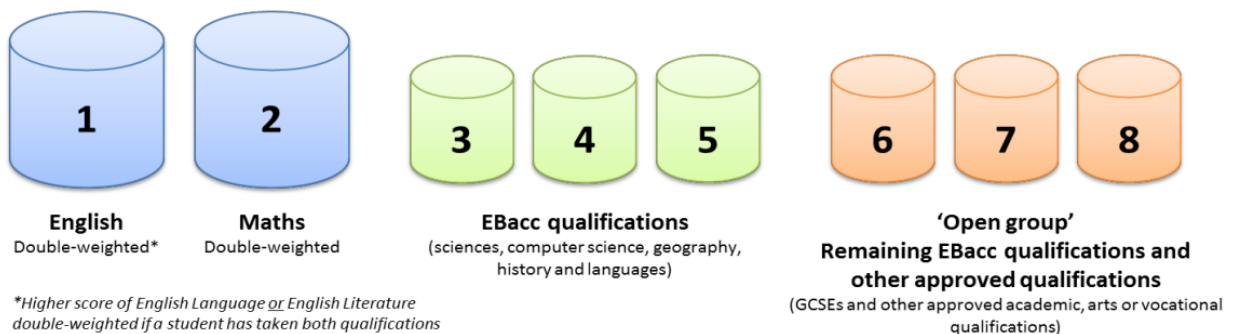 1
2
3
4
5
6
7
8
English
Double-weighted*
Maths
Double-weighted
EBacc qualifications
(sciences, computer science, geography,
history and languages)
‘Open group’
Remaining EBacc qualifications and
other approved qualifications
(GCSEs and other approved academic, arts or vocational
qualifications)
*Higher score of English Language or English Literature
double-weighted if a student has taken both qualifications